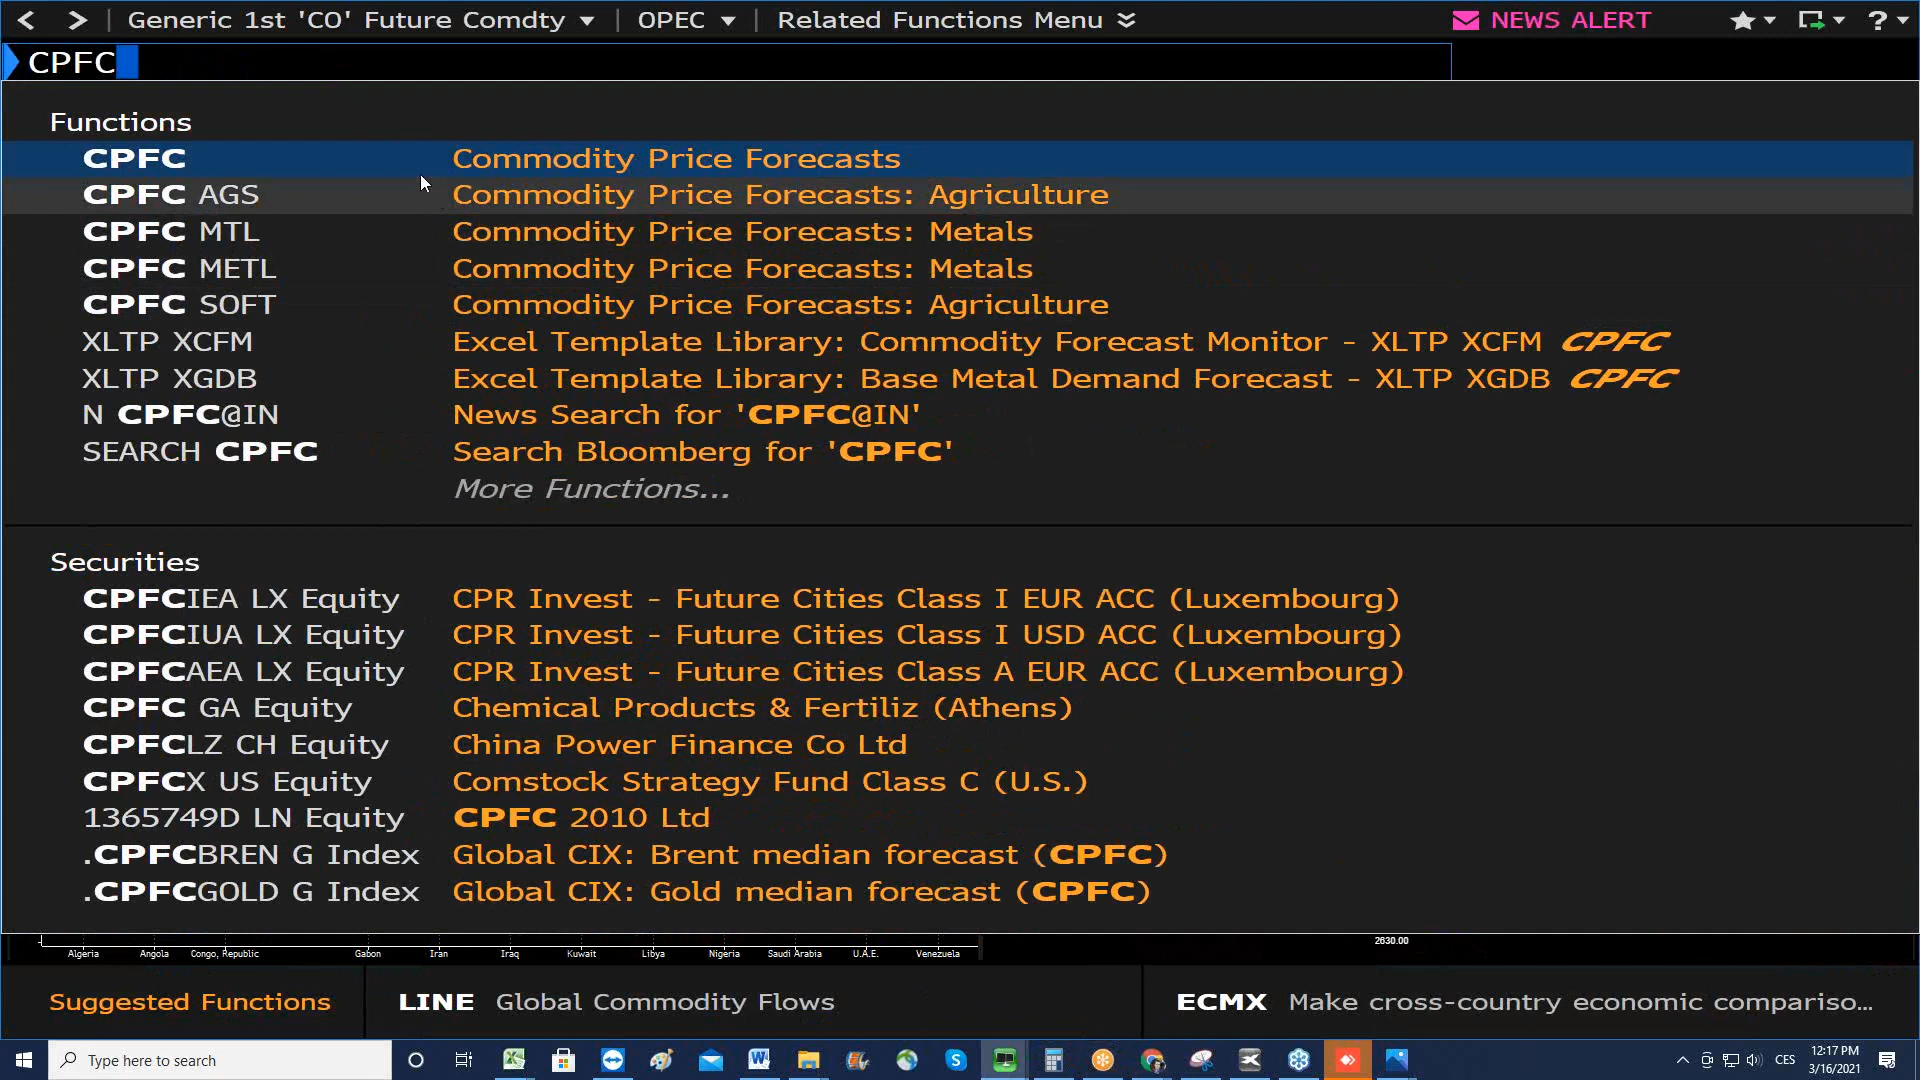 Generic 1st 'CO' Future Comdty OPEC Related Functions Menu NEWS ALERT ?
CPFC
Functions
CPFC Commodity Price Forecasts
CPFC AGS Commodity Price Forecasts: Agriculture
CPFC MTL Commodity Price Forecasts: Metals
CPFC METL Commodity Price Forecasts: Metals
CPFC SOFT Commodity Price Forecasts: Agriculture
XLTP XCFM Excel Template Library: Commodity Forecast Monitor - XLTP XCFM CPFC
XLTP XGDB Excel Template Library: Base Metal Demand Forecast - XLTP XGDB CPFC
N CPFC@IN News Search for 'CPFC@IN'
SEARCH CPFC Search Bloomberg for 'CPFC'
More Functions...
Securities
CPFCIEA LX Equity CPR Invest - Future Cities Class I EUR ACC (Luxembourg)
CPFCIUA LX Equity CPR Invest - Future Cities Class I USD ACC (Luxembourg)
CPFCAEA LX Equity CPR Invest - Future Cities Class A EUR ACC (Luxembourg)
CPFC GA Equity Chemical Products & Fertiliz (Athens)
CPFCLZ CH Equity China Power Finance Co Ltd
CPFCX US Equity Comstock Strategy Fund Class C (U.S.)
1365749D LN Equity CPFC 2010 Ltd
.CPFCBREN G Index Global CIX: Brent median forecast (CPFC)
.CPFCGOLD G Index Global CIX: Gold median forecast (CPFC)
2630.00
Algeria Angola Congo, Republic Gabon Iran Iraq Kuwait Libya Nigeria Saudi Arabia U.A.E. Venezuela
Suggested Functions LINE Global Commodity Flows ECMX Make cross-country economic compariso...
Type here to search CES 12:17 PM
3/16/2021